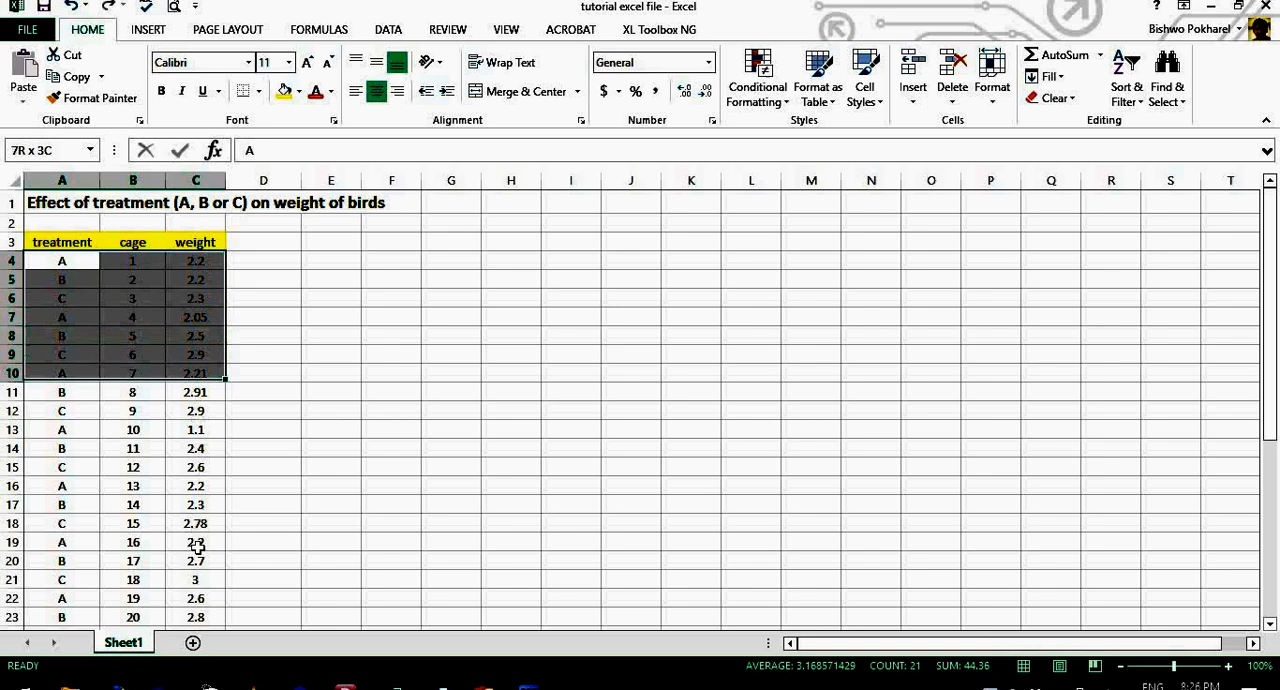 tutorial excel file - Excel
FILE HOME INSERT PAGE LAYOUT FORMULAS DATA REVIEW VIEW ACROBAT XL Toolbox NG Bishwo Pokharel
Cut Calibri 11 Wrap Text General AutoSum
Copy Fill
Paste Format Painter B I U Merge & Center $ % Conditional Formatting Format as Table Cell Styles Insert Delete Format Clear Sort & Filter Find & Select
Clipboard Font Alignment Number Styles Cells Editing
7R x 3C fx A
A B C D E F G H I J K L M N O P Q R S T
1 Effect of treatment (A, B or C) on weight of birds
2
3 treatment cage weight
4 A 1 2.2
5 B 2 2.2
6 C 3 2.3
7 A 4 2.05
8 B 5 2.5
9 C 6 2.9
10 A 7 2.21
11 B 8 2.91
12 C 9 2.9
13 A 10 1.1
14 B 11 2.4
15 C 12 2.6
16 A 13 2.2
17 B 14 2.3
18 C 15 2.78
19 A 16
20 B 17 2.7
21 C 18 3
22 A 19 2.6
23 B 20 2.8
Sheet1
READY AVERAGE: 3.168571429 COUNT: 21 SUM: 44.36 100%
ENG 8:26 PM